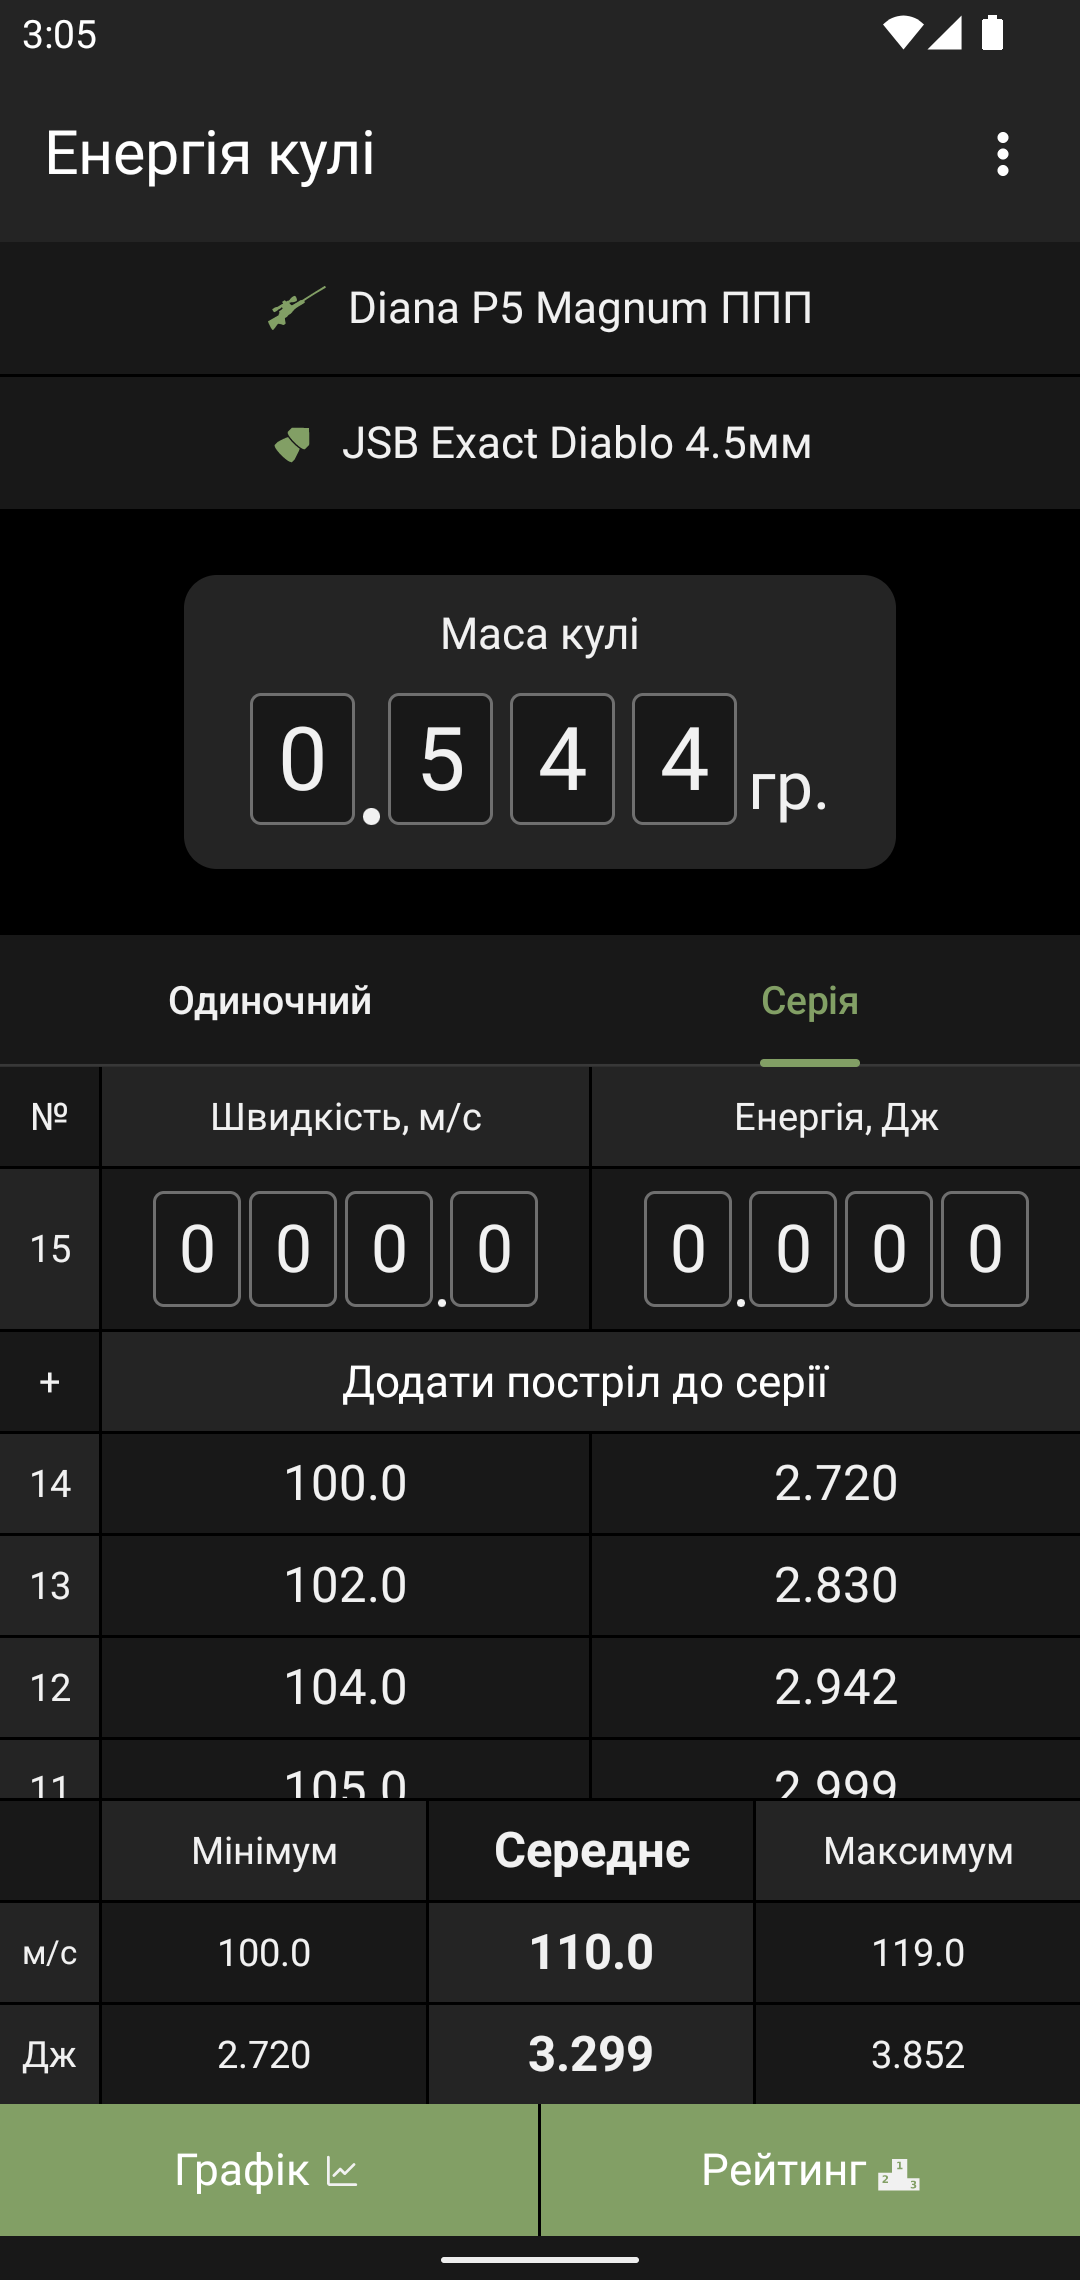 3:05
Енергія кулі
Diana P5 Magnum ППП
JSB Exact Diablo 4.5мм
Маса кулі
0.544 гр.
Одиночний Серія
№ Швидкість, м/с Енергія, Дж
15 000.0 0.000
+ Додати постріл до серії
14 100.0 2.720
13 102.0 2.830
12 104.0 2.942
11 105.0 2.999
Мінімум Середнє Максимум
м/с 100.0 110.0 119.0
Дж 2.720 3.299 3.852
Графік Рейтинг 1 2 3